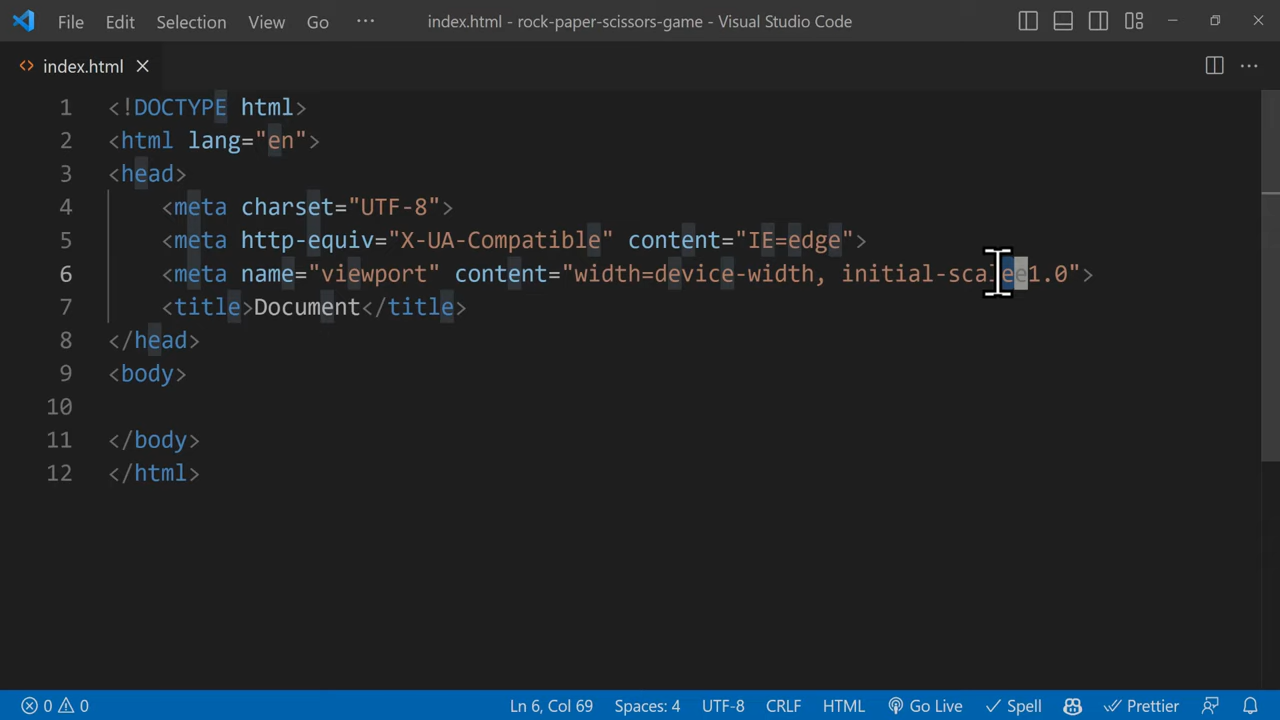 File Edit Selection View Go ··· index.html - rock-paper-scissors-game - Visual Studio Code
index.html
1 <!DOCTYPE html>
2 <html lang="en">
3 <head>
4 <meta charset="UTF-8">
5 <meta http-equiv="X-UA-Compatible" content="IE=edge">
6 <meta name="viewport" content="width=device-width, initial-scalee1.0">
7 <title>Document</title>
8 </head>
9 <body>
10
11 </body>
12 </html>
0 0 Ln 6, Col 69 Spaces: 4 UTF-8 CRLF HTML Go Live Spell Prettier